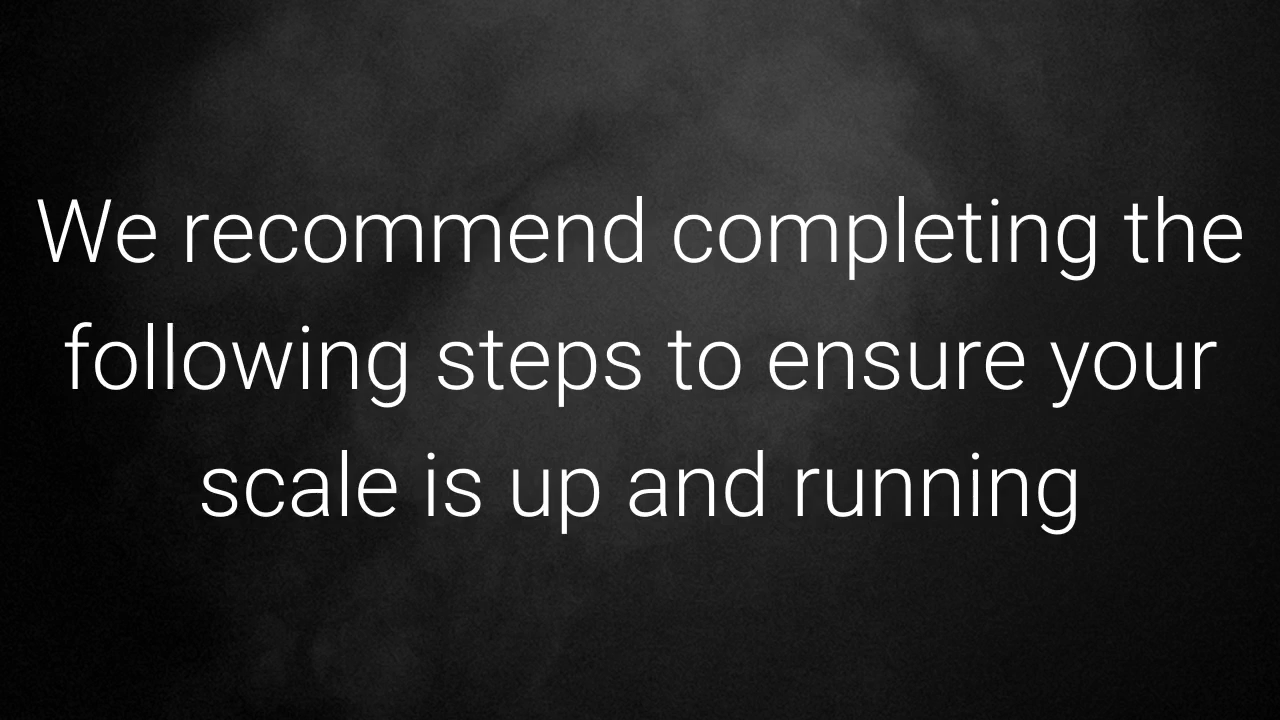 We recommend completing the
following steps to ensure your
scale is up and running